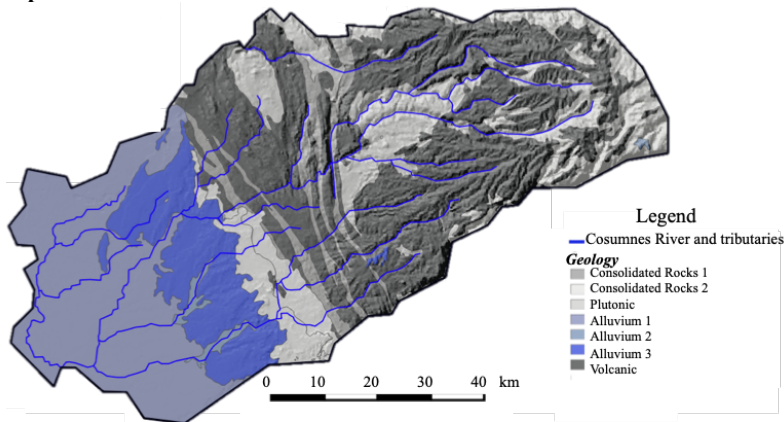 Legend
Cosumnes River and tributaries
Geology
Consolidated Rocks 1
Consolidated Rocks 2
Plutonic
Alluvium 1
Alluvium 2
Alluvium 3
Volcanic
0 10 20 30 40 km